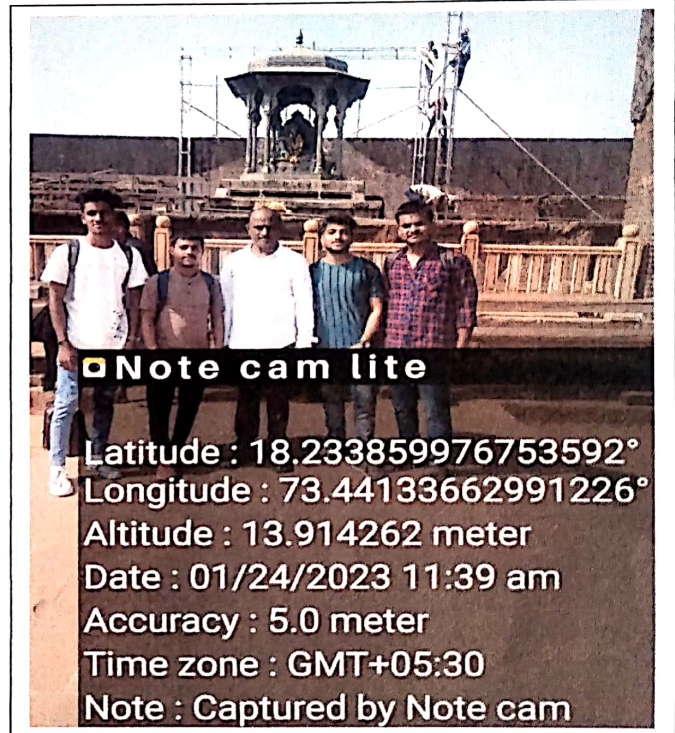 Note cam lite
Latitude : 18.233859976753592°
Longitude : 73.44133662991226°
Altitude : 13.914262 meter
Date : 01/24/2023 11:39 am
Accuracy : 5.0 meter
Time zone : GMT+05:30
Note : Captured by Note cam